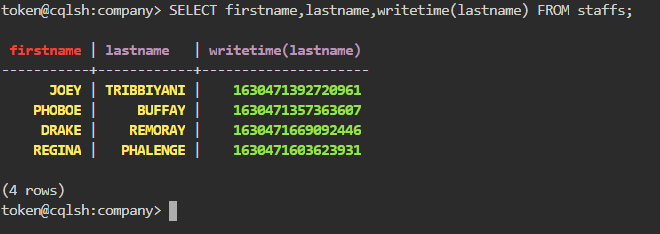 token@cqlsh:company> SELECT firstname,lastname,writetime(lastname) FROM staffs;
firstname | lastname | writetime(lastname)
-----------+------------+---------------------
JOEY | TRIBBIYANI | 1630471392720961
PHOBOE | BUFFAY | 1630471357363607
DRAKE | REMORAY | 1630471669092446
REGINA | PHALENGE | 1630471603623931
(4 rows)
token@cqlsh:company>